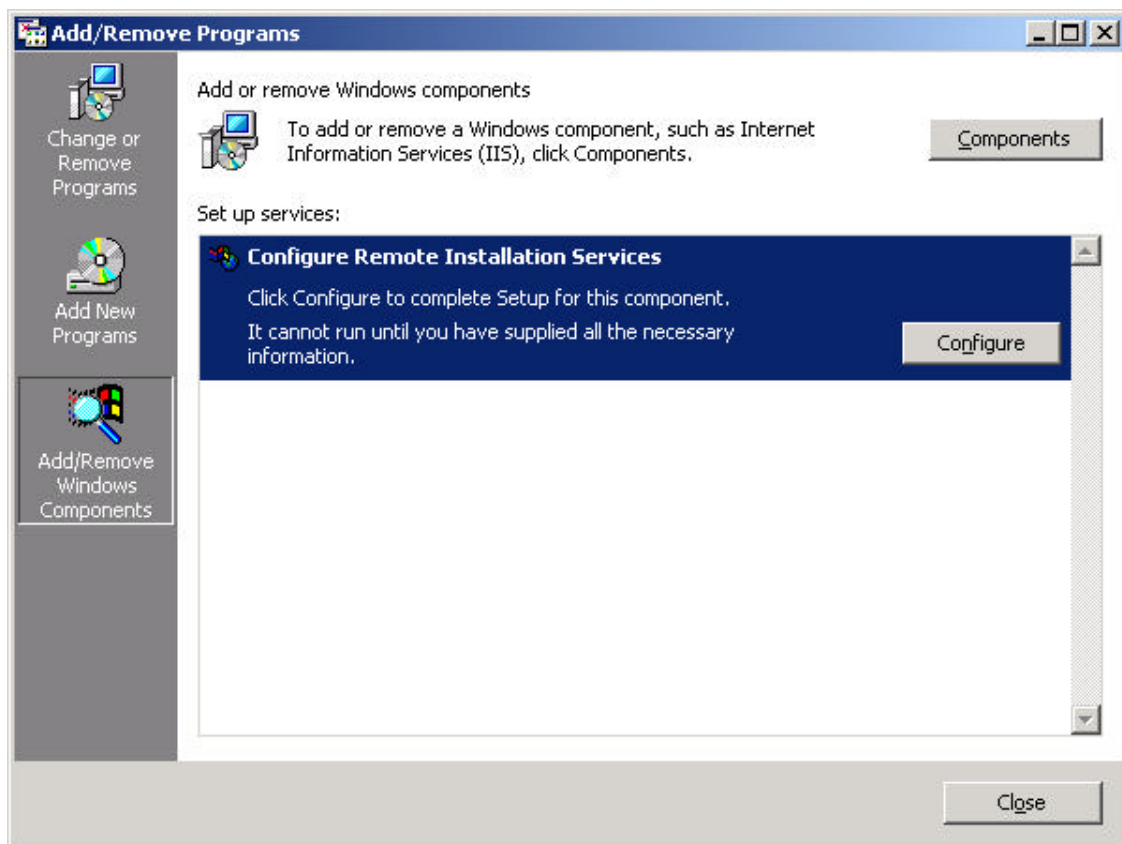 Add/Remove Programs
Change or
Remove
Programs
Add New
Programs
Add/Remove
Windows
Components
Add or remove Windows components
To add or remove a Windows component, such as Internet
Information Services (IIS), click Components.
Components
Set up services:
Configure Remote Installation Services
Click Configure to complete Setup for this component.
It cannot run until you have supplied all the necessary
information.
Configure
Close